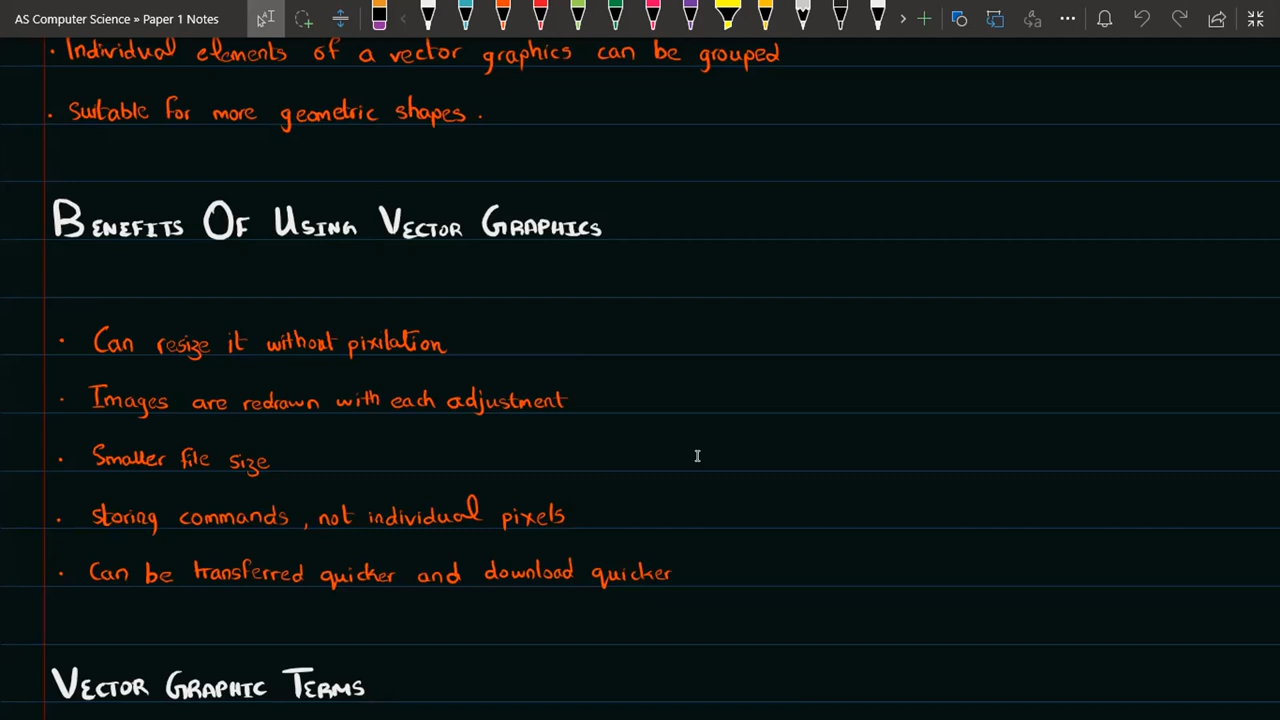 AS Computer Science » Paper 1 Notes
· Individual elements of a vector graphics can be grouped
· Suitable for more geometric shapes.
BENEFITS OF USING VECTOR GRAPHICS
· Can resize it without pixilation
· Images are redrawn with each adjustment
· Smaller file size
· storing commands, not individual pixels
· Can be transferred quicker and download quicker
VECTOR GRAPHIC TERMS